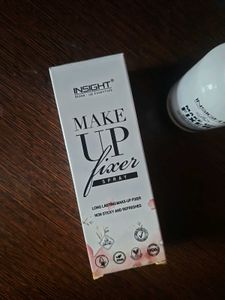 INSIGHT®
MAKE
UP
fixer
SPRAY
LONG LASTING MAKE-UP FIXER
NON STICKY AND REFRESHED